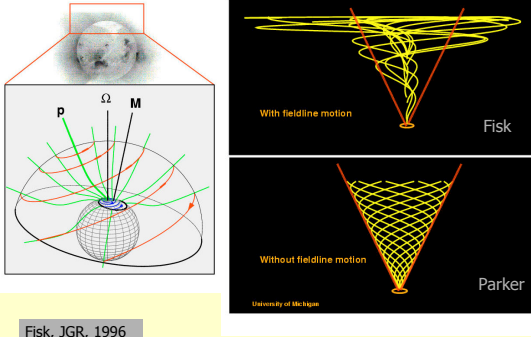 p
Ω
M
With fieldline motion
Fisk
Without fieldline motion
Parker
University of Michigan
Fisk, JGR, 1996